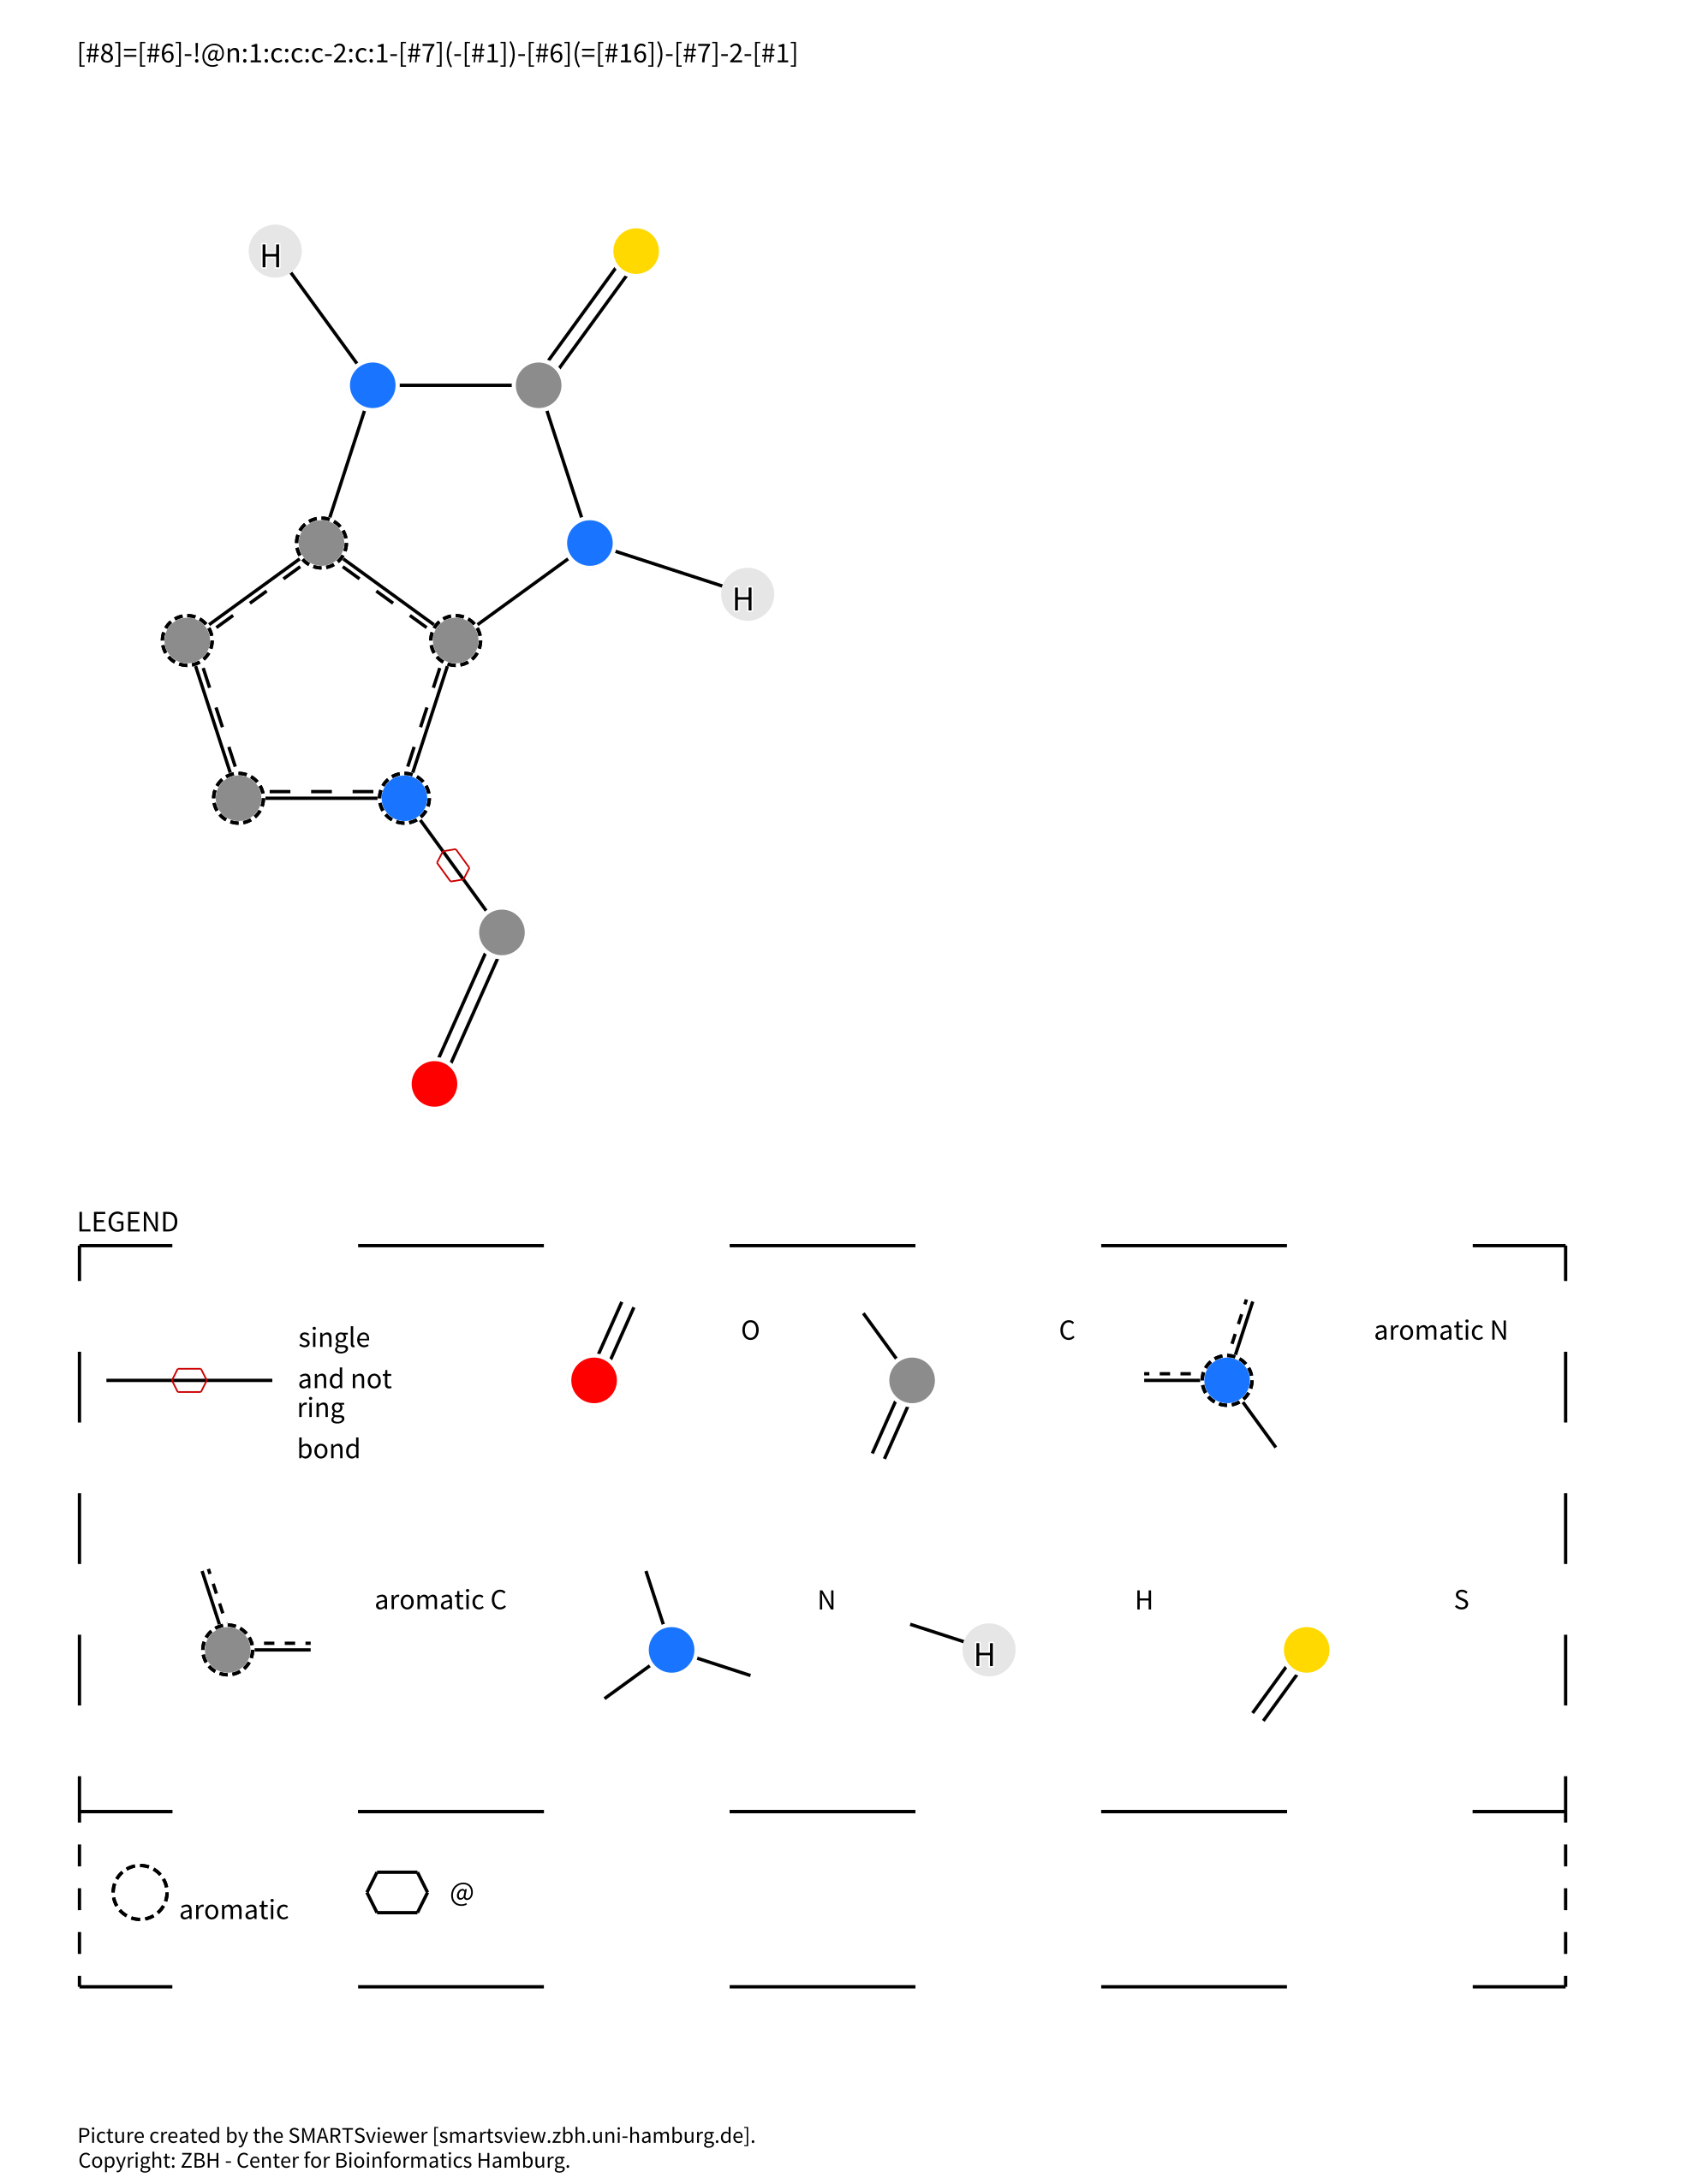 [#8]=[#6]-!@n:1:c:c:c-2:c:1-[#7](-[#1])-[#6](=[#16])-[#7]-2-[#1]
H
H
LEGEND
single
and not
ring
bond
O
C
aromatic N
aromatic C
N
H
H
S
aromatic
@
Picture created by the SMARTSviewer [smartsview.zbh.uni-hamburg.de].
Copyright: ZBH - Center for Bioinformatics Hamburg.